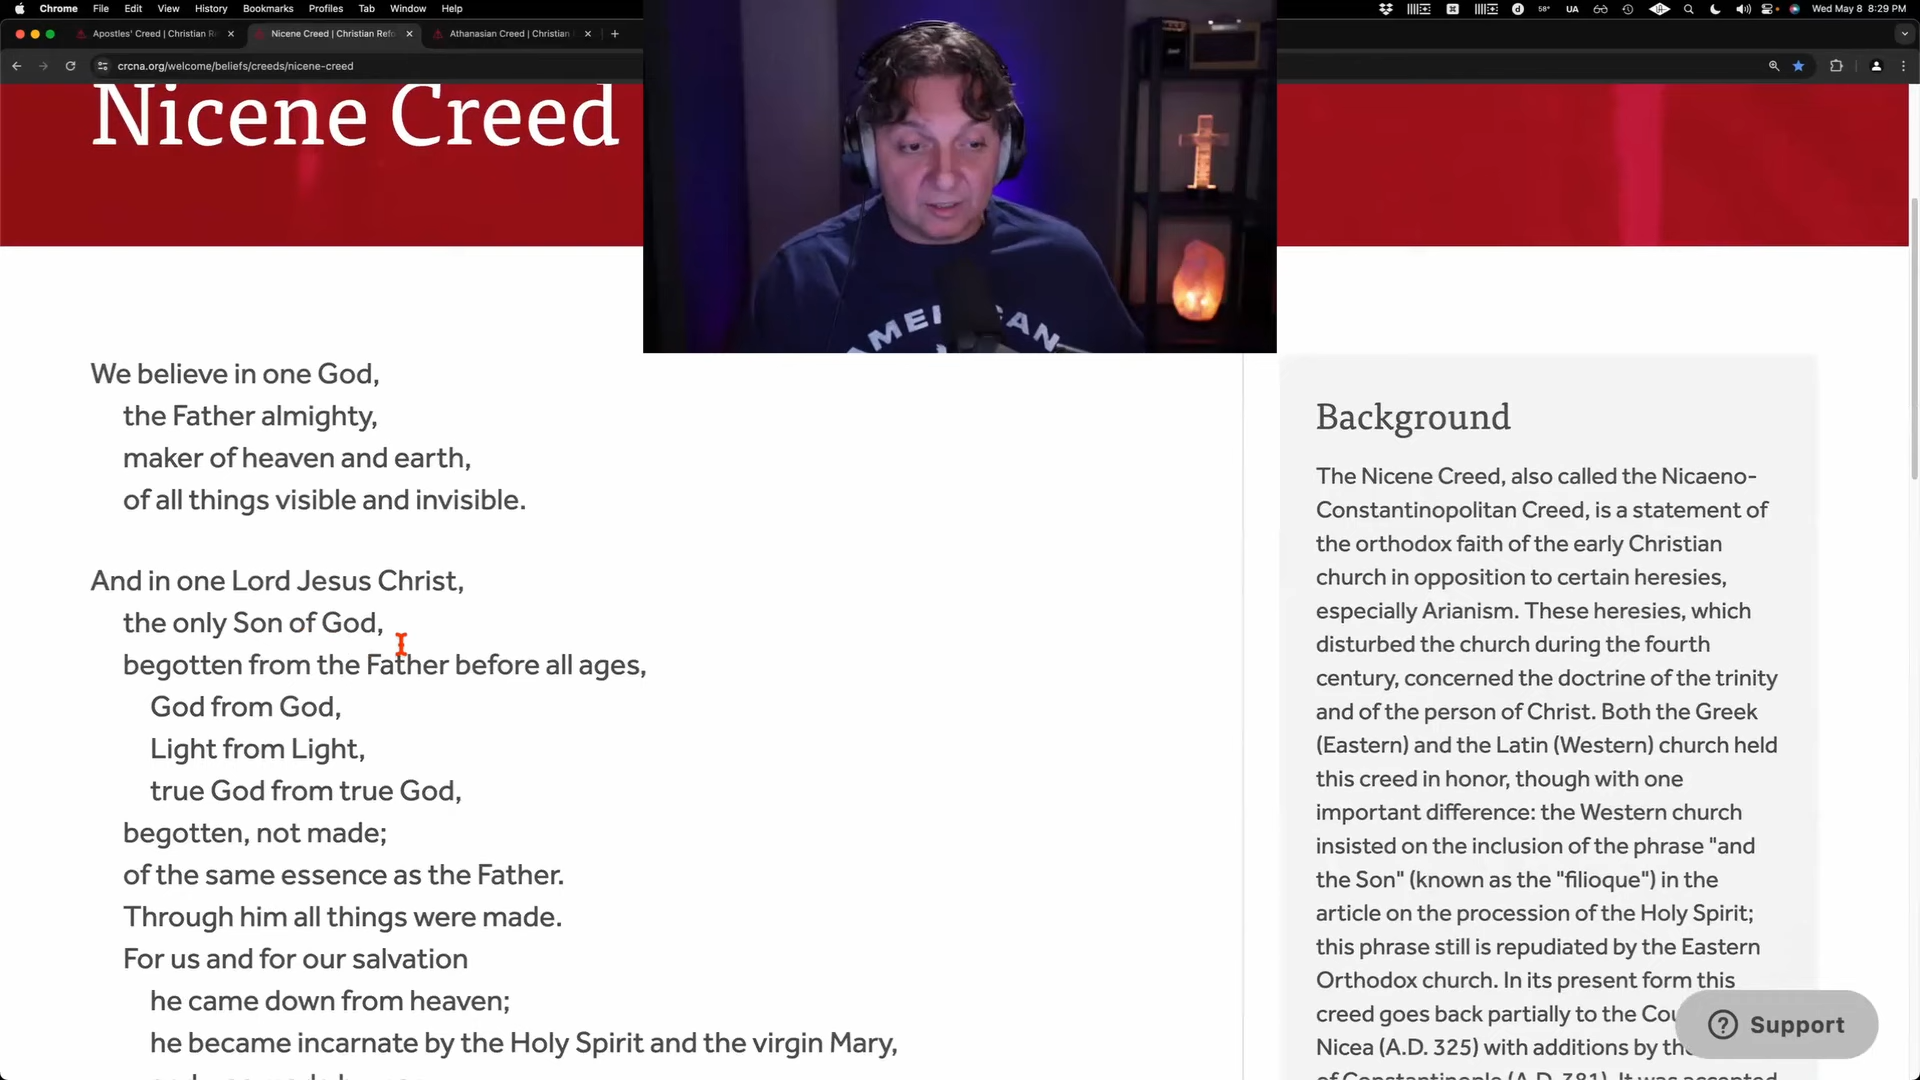 Chrome File Edit View History Bookmarks Profiles Tab Window Help
58° UA Wed May 8 8:29 PM
Apostles' Creed | Christian Re
Nicene Creed | Christian Refo
Athanasian Creed | Christian
crcna.org/welcome/beliefs/creeds/nicene-creed
Nicene Creed
AMERICAN
We believe in one God,
the Father almighty,
maker of heaven and earth,
of all things visible and invisible.
And in one Lord Jesus Christ,
the only Son of God,
begotten from the Father before all ages,
God from God,
Light from Light,
true God from true God,
begotten, not made;
of the same essence as the Father.
Through him all things were made.
For us and for our salvation
he came down from heaven;
he became incarnate by the Holy Spirit and the virgin Mary,
Background
The Nicene Creed, also called the Nicaeno-
Constantinopolitan Creed, is a statement of
the orthodox faith of the early Christian
church in opposition to certain heresies,
especially Arianism. These heresies, which
disturbed the church during the fourth
century, concerned the doctrine of the trinity
and of the person of Christ. Both the Greek
(Eastern) and the Latin (Western) church held
this creed in honor, though with one
important difference: the Western church
insisted on the inclusion of the phrase "and
the Son" (known as the "filioque") in the
article on the procession of the Holy Spirit;
this phrase still is repudiated by the Eastern
Orthodox church. In its present form this
creed goes back partially to the
Nicea (A.D. 325) with additions by
of Constantinople (A.D. 381). It was accepted
Support